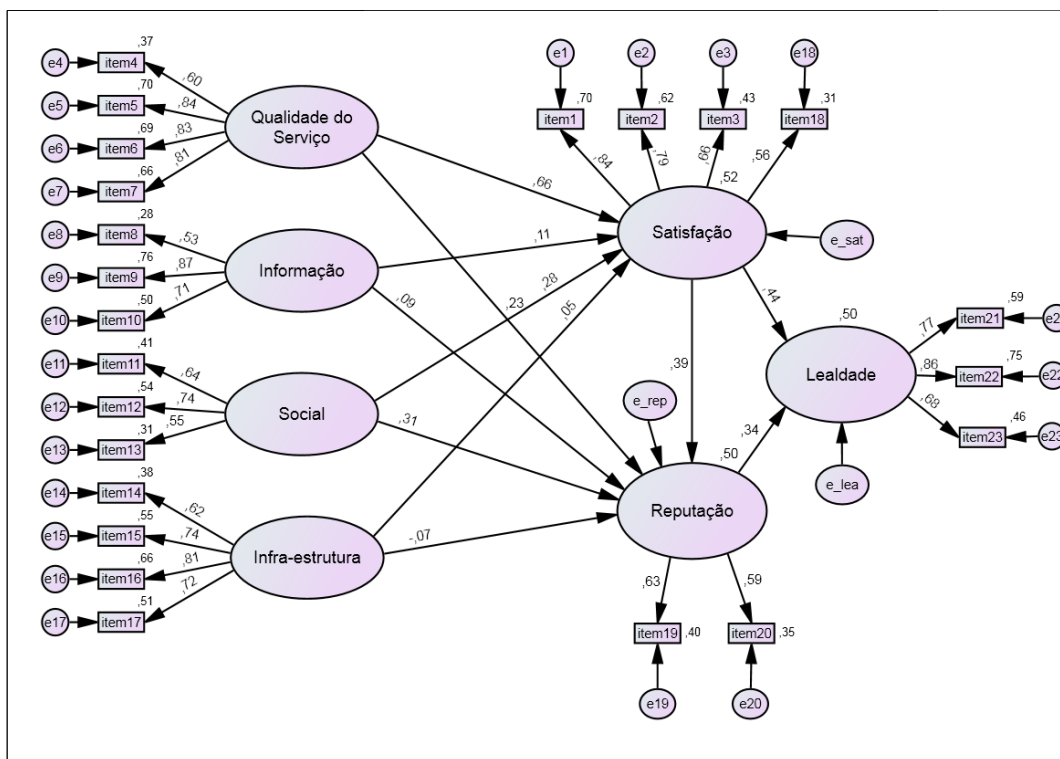 e4
item4
,37
,60
e5
item5
,70
,84
e6
item6
,69
,83
e7
item7
,66
,81
Qualidade do
Serviço
e8
item8
,28
,53
e9
item9
,76
,87
e10
item10
,50
,71
Informação
e11
item11
,41
,64
e12
item12
,54
,74
e13
item13
,31
,55
Social
e14
item14
,38
,62
e15
item15
,55
,74
e16
item16
,66
,81
e17
item17
,51
,72
Infra-estrutura
,66
,11
,28
,23
,05
,09
,31
-,07
e1
e2
e3
e18
item1
,70
item2
,62
item3
,43
item18
,31
,84
,79
,66
,56
,52
Satisfação
e_sat
,44
,39
e_rep
,50
Reputação
,34
,63
,59
item19
,40
item20
,35
e19
e20
,50
Lealdade
e_lea
,77
,86
,68
item21
,59
e2
item22
,75
e22
item23
,46
e23